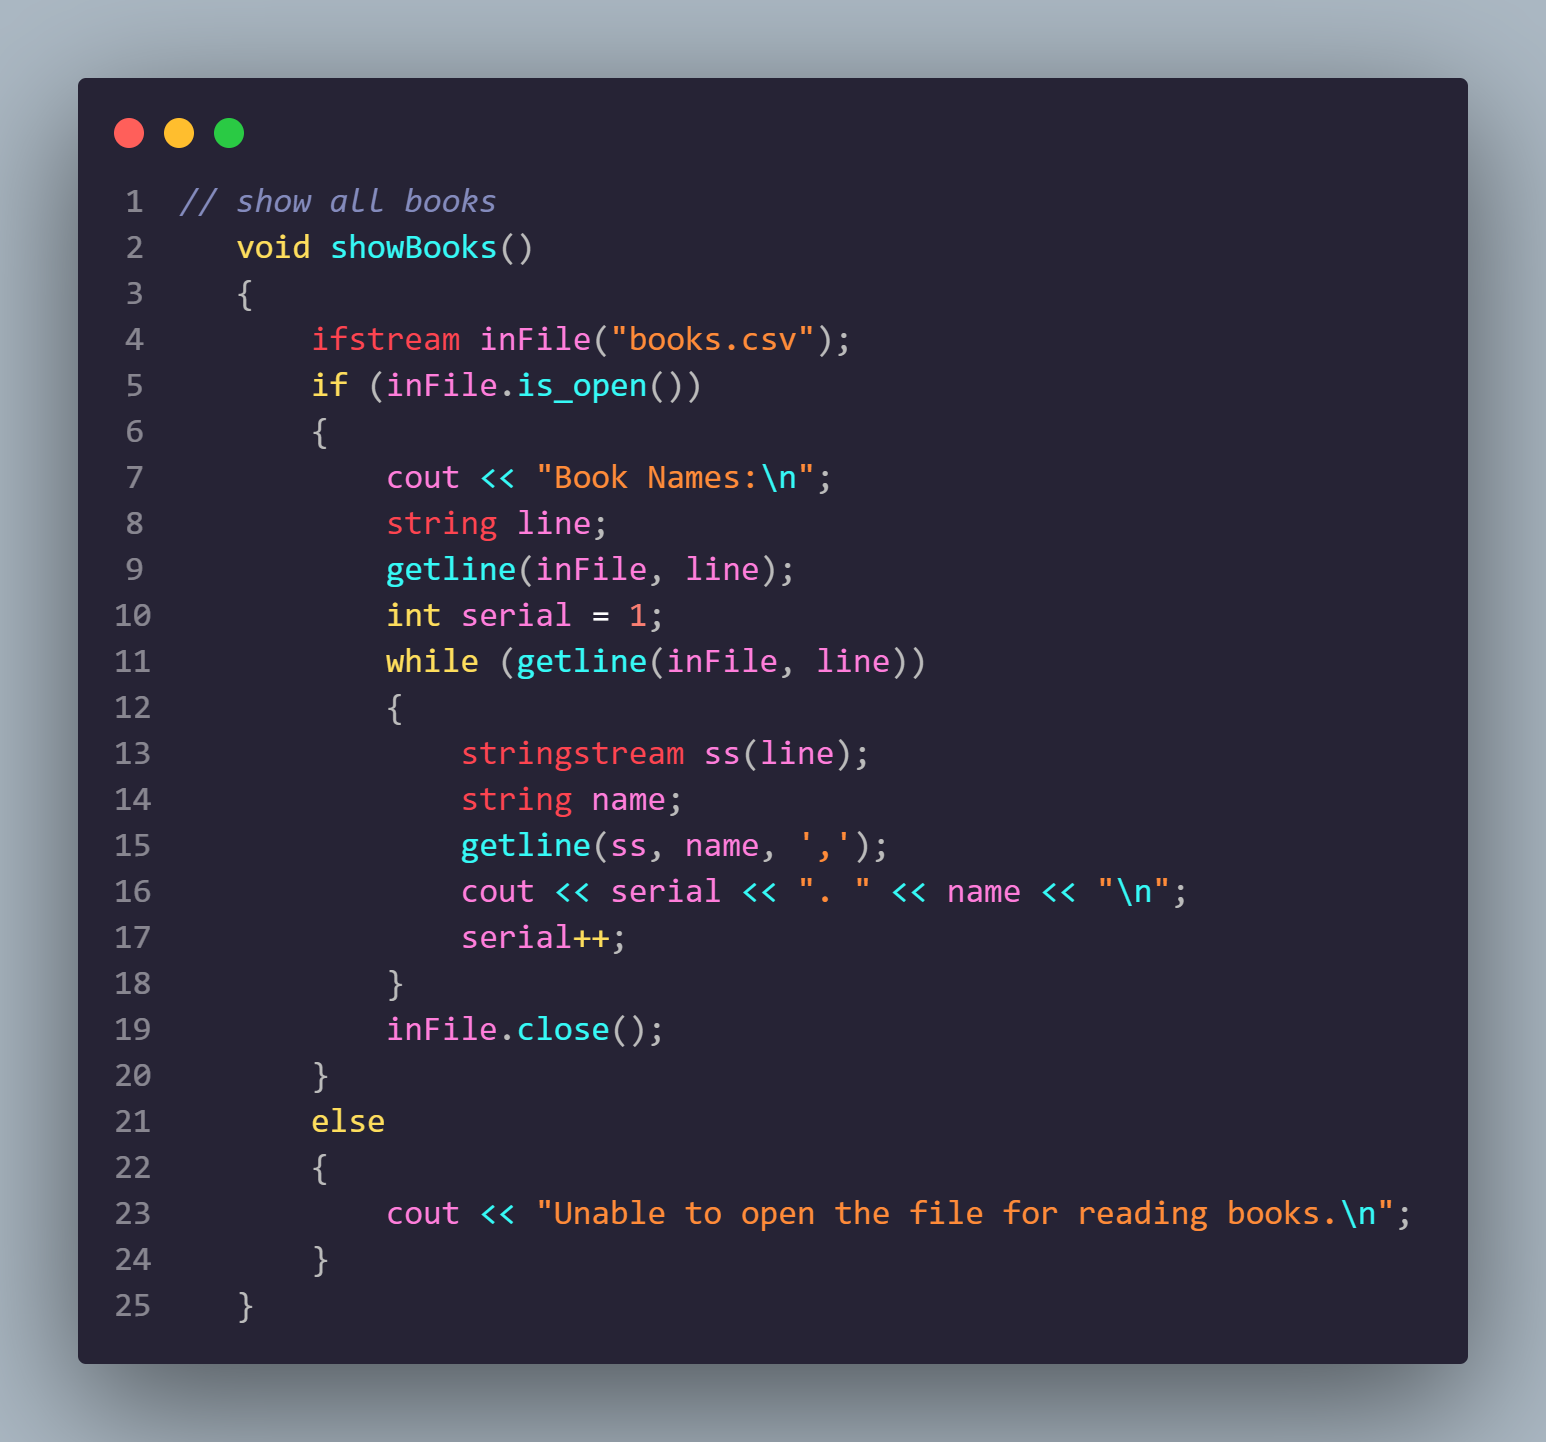 1 // show all books
2    void showBooks()
3    {
4        ifstream inFile("books.csv");
5        if (inFile.is_open())
6        {
7            cout << "Book Names:\n";
8            string line;
9            getline(inFile, line);
10            int serial = 1;
11            while (getline(inFile, line))
12            {
13                stringstream ss(line);
14                string name;
15                getline(ss, name, ',');
16                cout << serial << ". " << name << "\n";
17                serial++;
18            }
19            inFile.close();
20        }
21        else
22        {
23            cout << "Unable to open the file for reading books.\n";
24        }
25    }